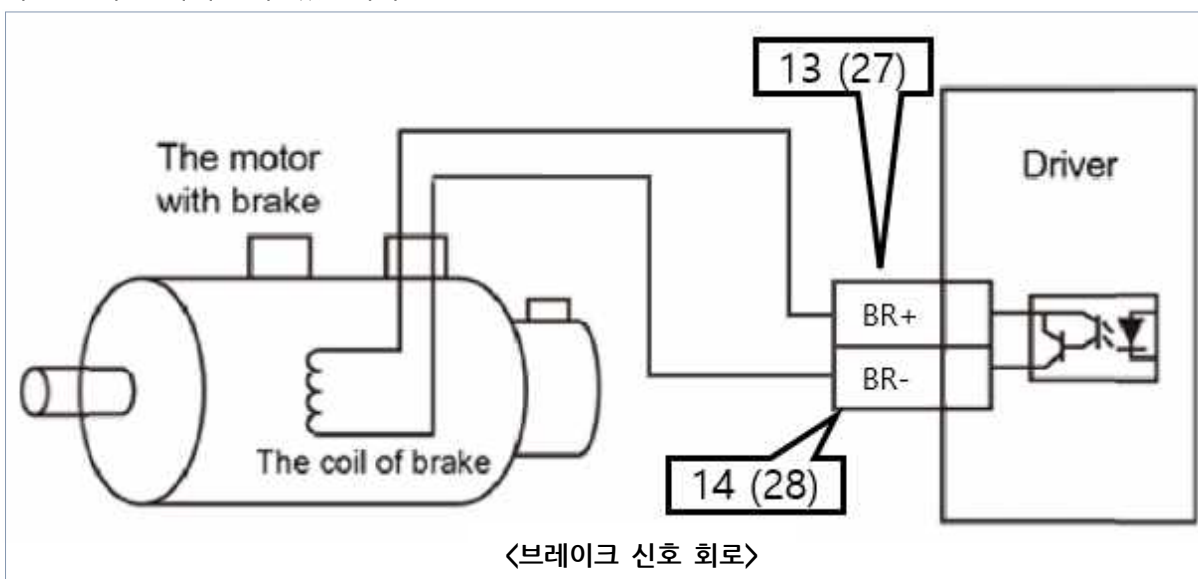 13 (27)
The motor
with brake
Driver
BR+
BR-
The coil of brake
14 (28)
<브레이크 신호 회로>